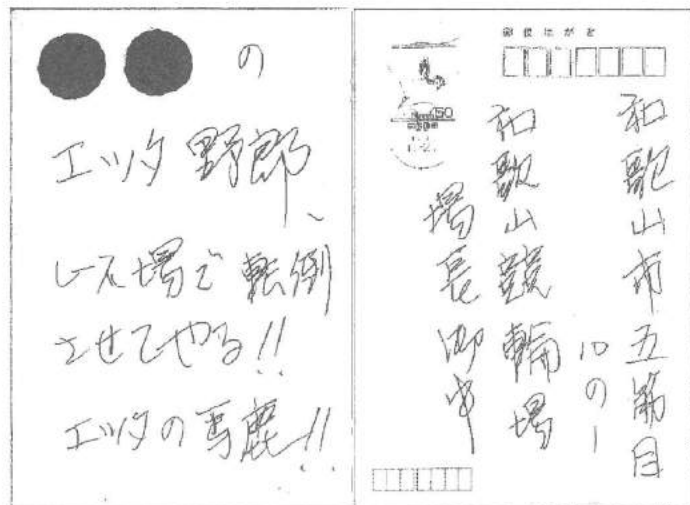 ●●の
エッタ野郎、
レース場で転倒
させてやる!!
エッタの馬鹿!!
郵便はがき
50
和歌山市五筋目
10の1
和歌山競輪場
場長御中